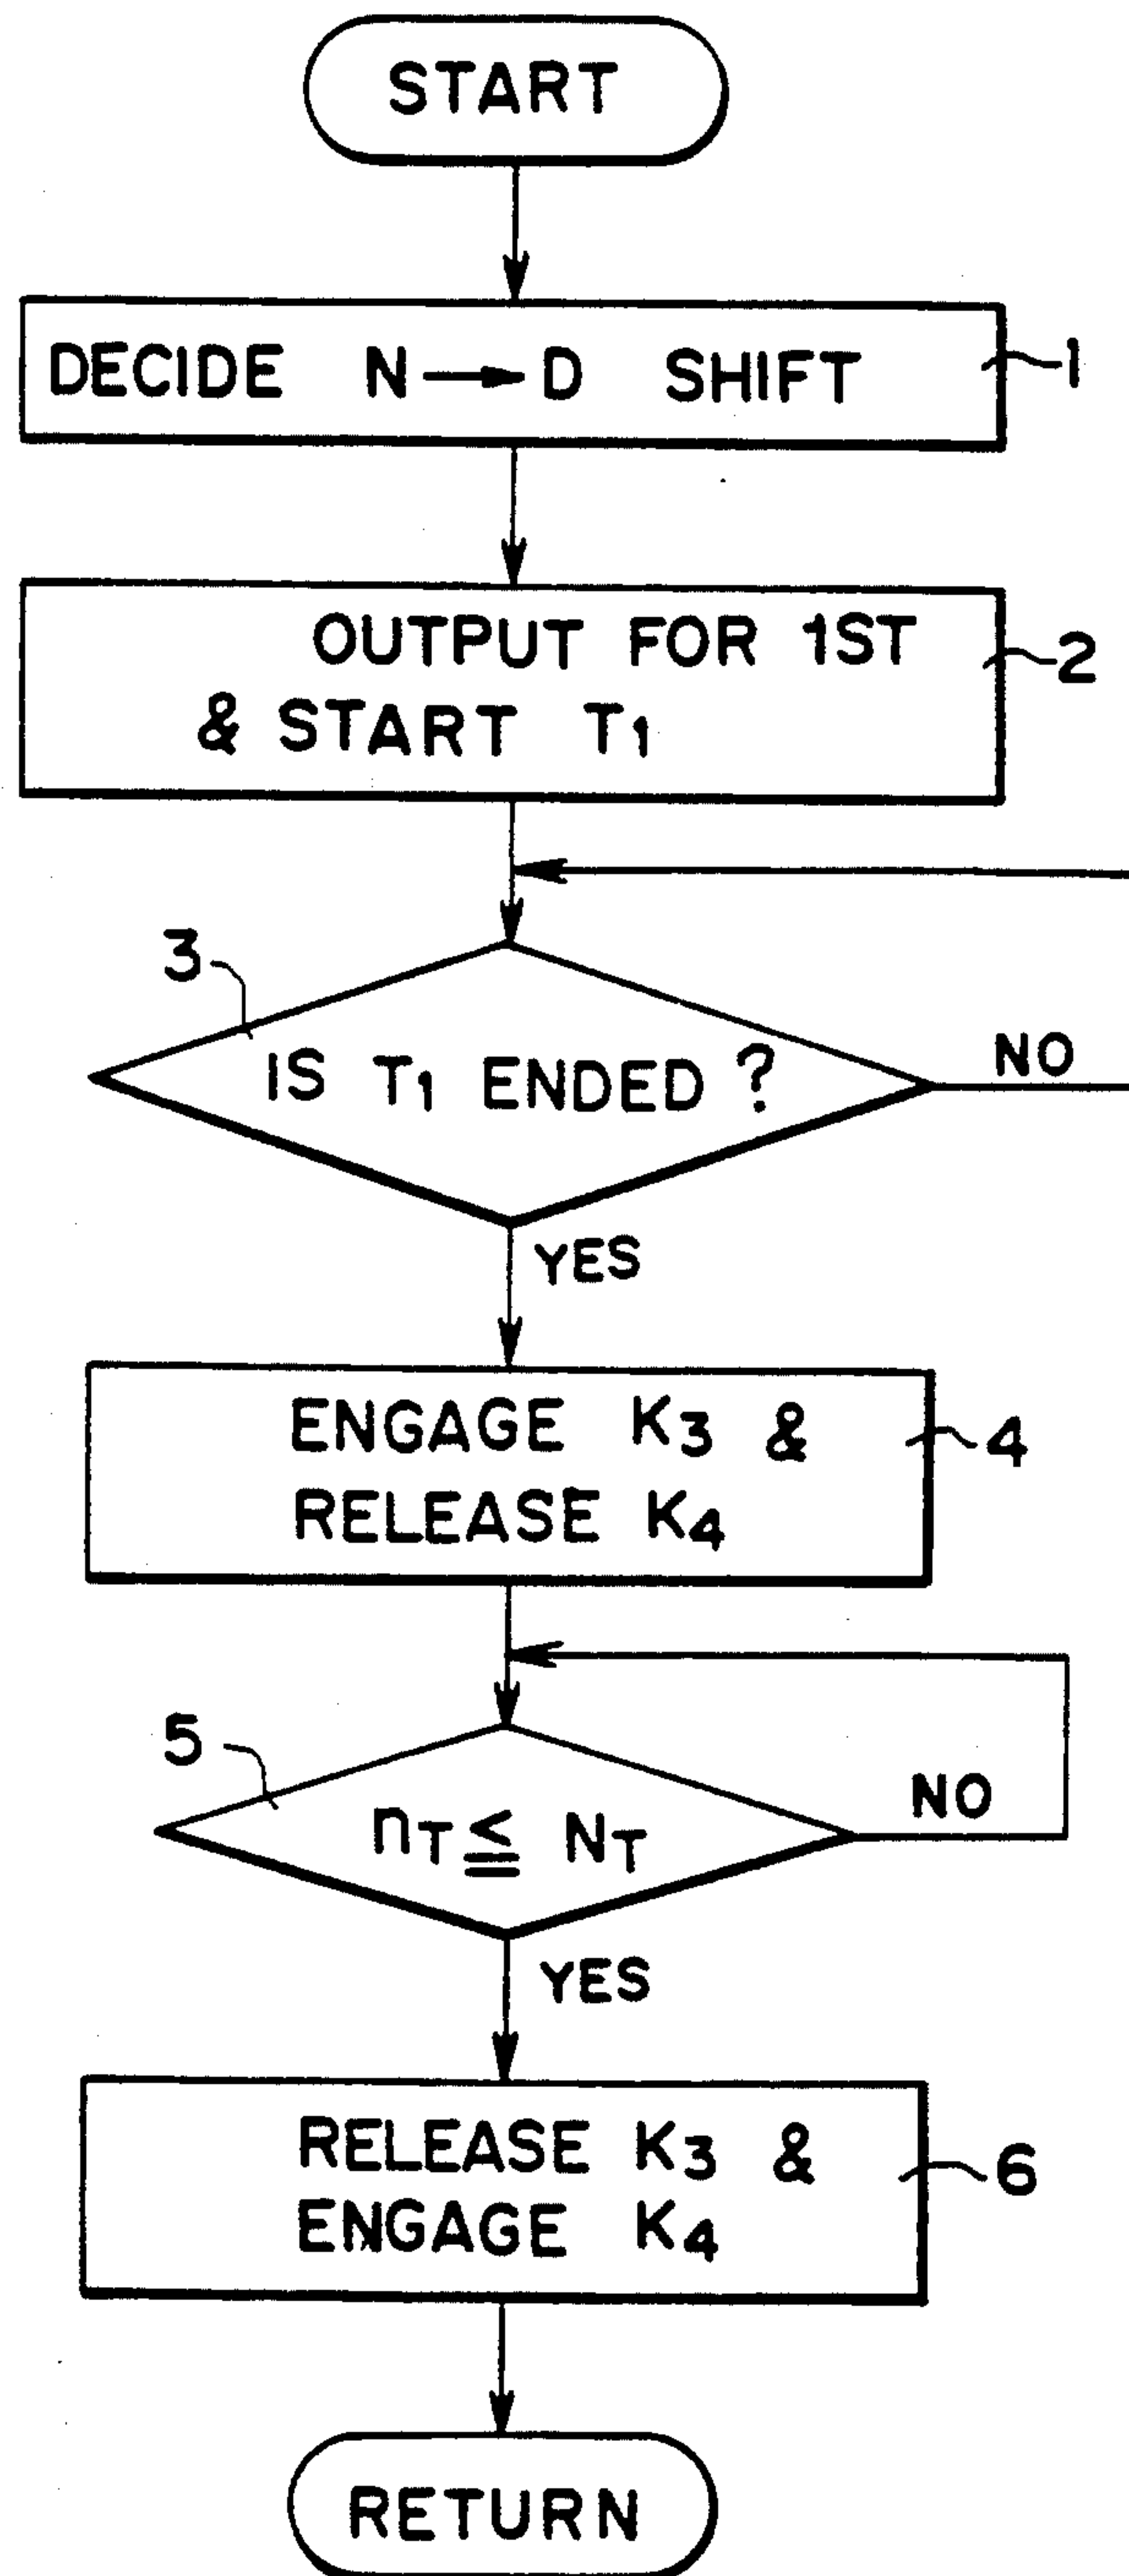 START
DECIDE N → D SHIFT
1
OUTPUT FOR 1ST
& START T1
2
3
IS T1 ENDED ?
NO
YES
ENGAGE K3 &
RELEASE K4
4
5
nT ≦ NT
NO
YES
RELEASE K3 &
ENGAGE K4
6
RETURN